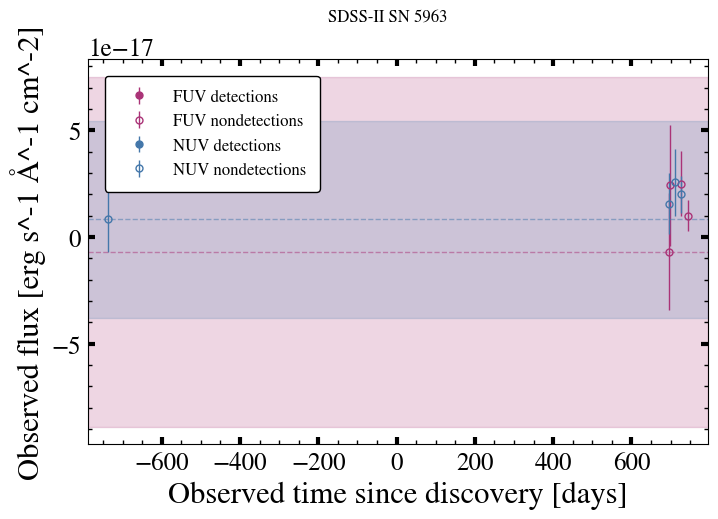 SDSS-II SN 5963
1e−17
FUV detections
FUV nondetections
NUV detections
NUV nondetections
5
0
−5
−600 −400 −200 0 200 400 600
Observed time since discovery [days]
Observed flux [erg s^-1 Å^-1 cm^-2]